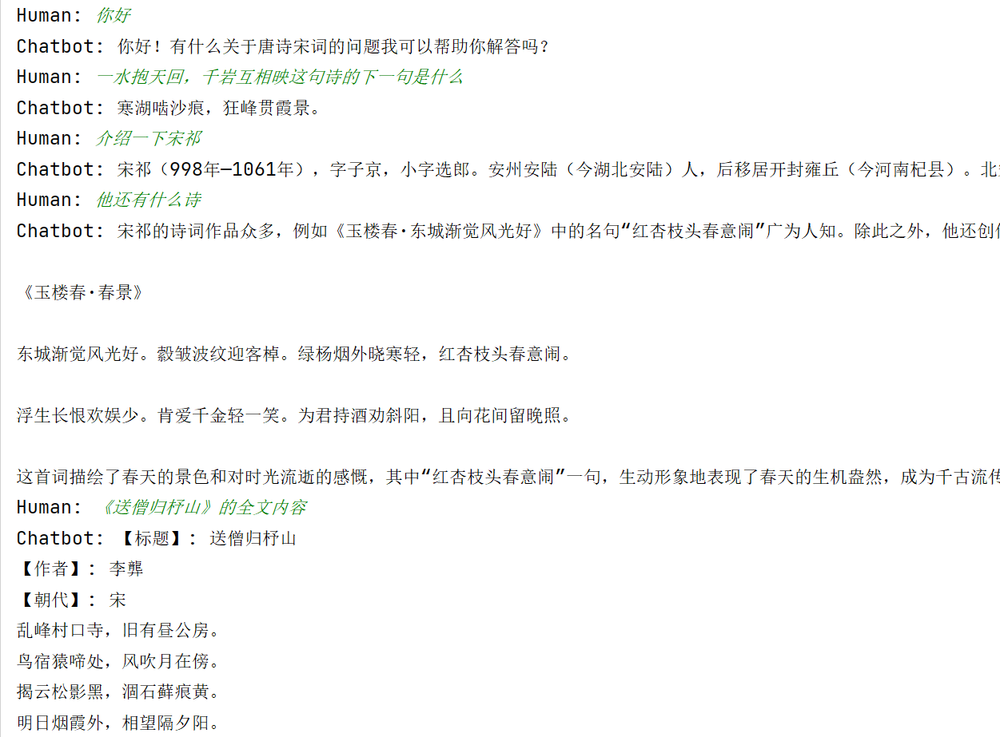 Human: 你好
Chatbot: 你好！有什么关于唐诗宋词的问题我可以帮助你解答吗？
Human: 一水抱天回，千岩互相映这句诗的下一句是什么
Chatbot: 寒湖啮沙痕，狂峰贯霞景。
Human: 介绍一下宋祁
Chatbot: 宋祁（998年—1061年），字子京，小字选郎。安州安陆（今湖北安陆）人，后移居开封雍丘（今河南杞县）。北
Human: 他还有什么诗
Chatbot: 宋祁的诗词作品众多，例如《玉楼春·东城渐觉风光好》中的名句“红杏枝头春意闹”广为人知。除此之外，他还创
《玉楼春·春景》
东城渐觉风光好。縠皱波纹迎客棹。绿杨烟外晓寒轻，红杏枝头春意闹。
浮生长恨欢娱少。肯爱千金轻一笑。为君持酒劝斜阳，且向花间留晚照。
这首词描绘了春天的景色和对时光流逝的感慨，其中“红杏枝头春意闹”一句，生动形象地表现了春天的生机盎然，成为千古流传
Human: 《送僧归杼山》的全文内容
Chatbot: 【标题】: 送僧归杼山
【作者】: 李龏
【朝代】: 宋
乱峰村口寺，旧有昼公房。
鸟宿猿啼处，风吹月在傍。
揭云松影黑，涸石藓痕黄。
明日烟霞外，相望隔夕阳。